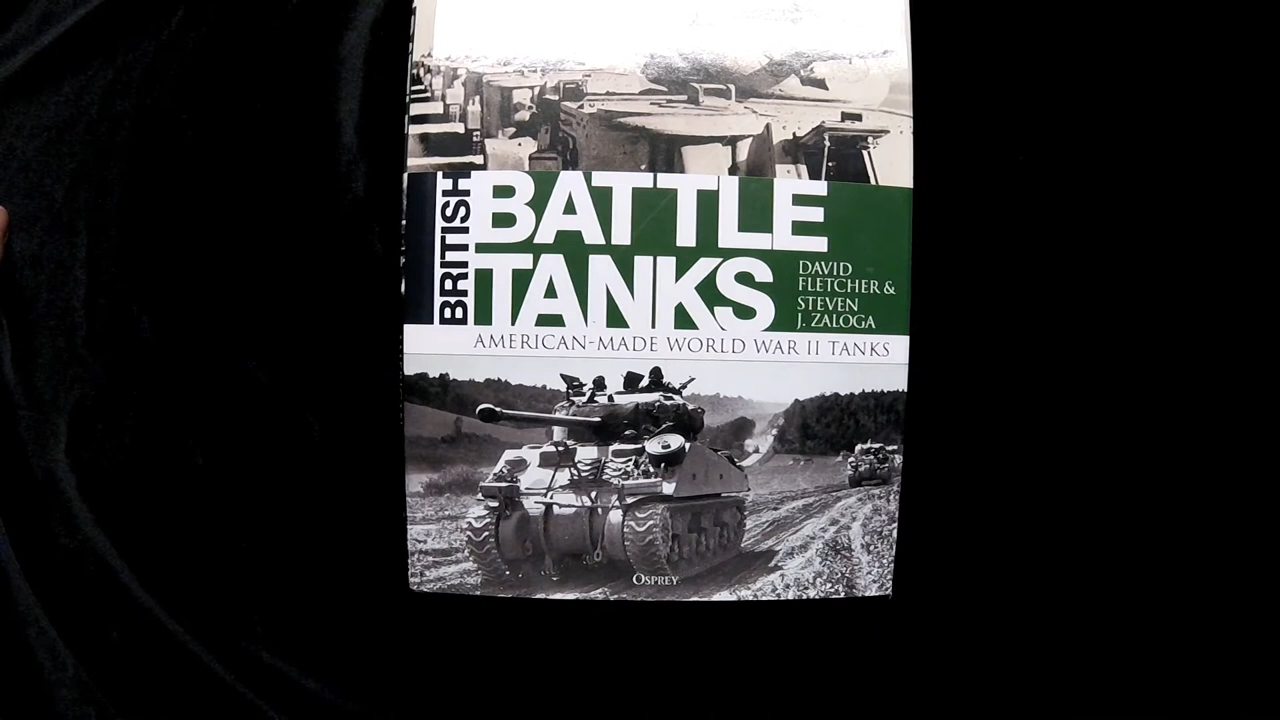 BRITISH
BATTLE
TANKS
DAVID
FLETCHER &
STEVEN
J. ZALOGA
AMERICAN-MADE WORLD WAR II TANKS
OSPREY